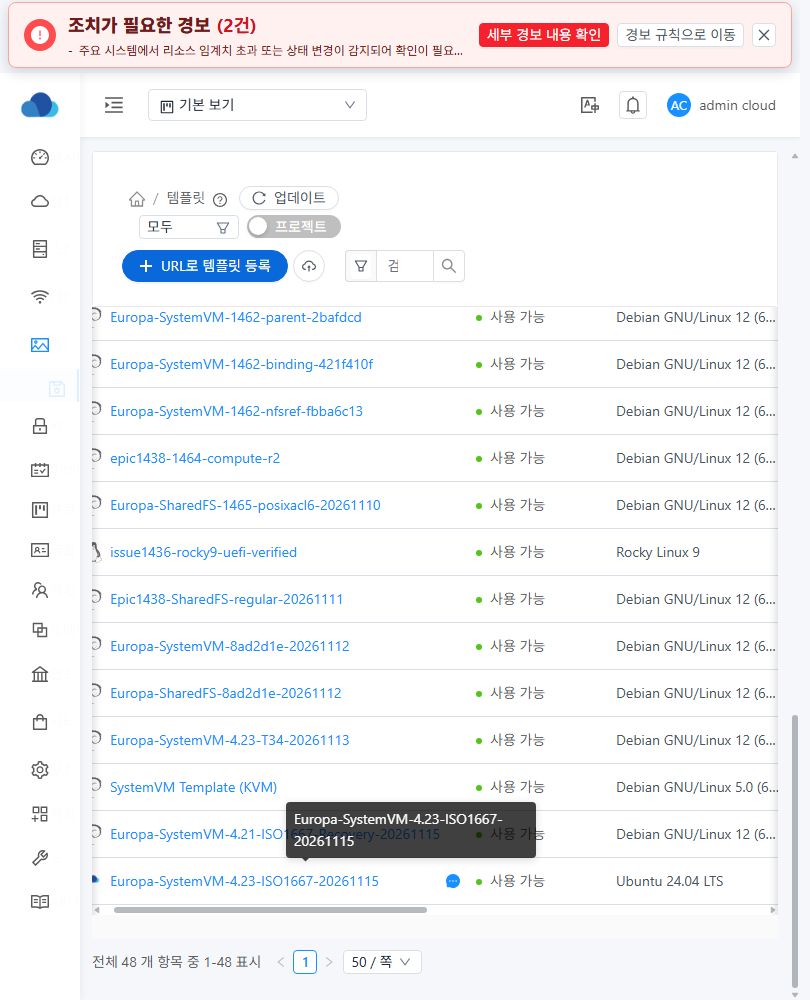 조치가 필요한 경보 (2건)
- 주요 시스템에서 리소스 임계치 초과 또는 상태 변경이 감지되어 확인이 필요...
세부 경보 내용 확인
경보 규칙으로 이동
기본 보기
AC admin cloud
/ 템플릿
업데이트
모두
프로젝트
+ URL로 템플릿 등록
검
Europa-SystemVM-1462-parent-2bafdcd 사용 가능 Debian GNU/Linux 12 (6...
Europa-SystemVM-1462-binding-421f410f 사용 가능 Debian GNU/Linux 12 (6...
Europa-SystemVM-1462-nfsref-fbba6c13 사용 가능 Debian GNU/Linux 12 (6...
epic1438-1464-compute-r2 사용 가능 Debian GNU/Linux 12 (6...
Europa-SharedFS-1465-posixacl6-20261110 사용 가능 Debian GNU/Linux 12 (6...
issue1436-rocky9-uefi-verified 사용 가능 Rocky Linux 9
Epic1438-SharedFS-regular-20261111 사용 가능 Debian GNU/Linux 12 (6...
Europa-SystemVM-8ad2d1e-20261112 사용 가능 Debian GNU/Linux 12 (6...
Europa-SharedFS-8ad2d1e-20261112 사용 가능 Debian GNU/Linux 12 (6...
Europa-SystemVM-4.23-T34-20261113 사용 가능 Debian GNU/Linux 12 (6...
SystemVM Template (KVM) 사용 가능 Debian GNU/Linux 5.0 (6...
Europa-SystemVM-4.23-ISO1667-
20261115
Europa-SystemVM-4.21-ISO1667-Recovery-20261115 사용 가능 Debian GNU/Linux 12 (6...
Europa-SystemVM-4.23-ISO1667-20261115 사용 가능 Ubuntu 24.04 LTS
전체 48 개 항목 중 1-48 표시 < 1 > 50 / 쪽